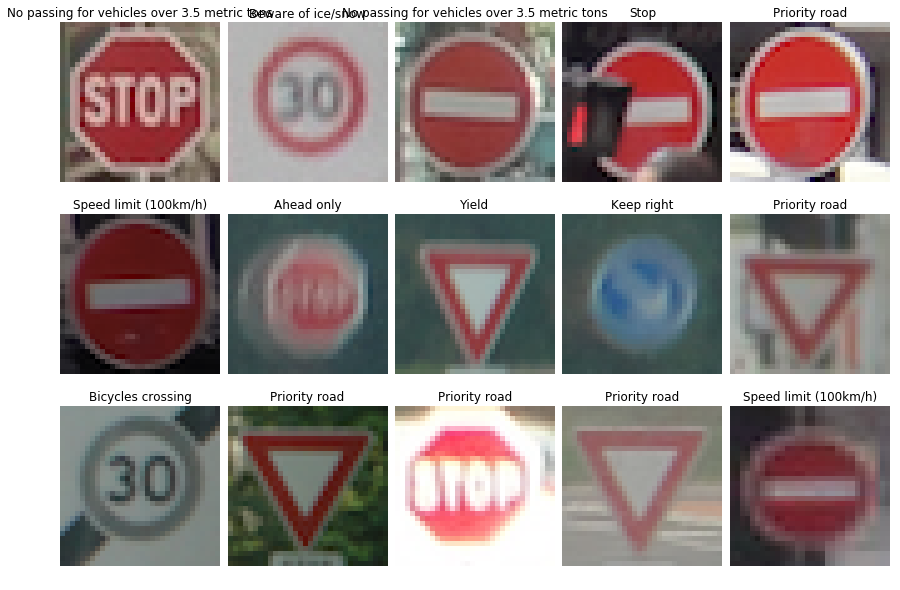 No passing for vehicles over 3.5 metric tons
Beware of ice/snow
No passing for vehicles over 3.5 metric tons
Stop
Priority road
STOP
30
Speed limit (100km/h)
Ahead only
Yield
Keep right
Priority road
STOP
Bicycles crossing
Priority road
Priority road
Priority road
Speed limit (100km/h)
30
STOP